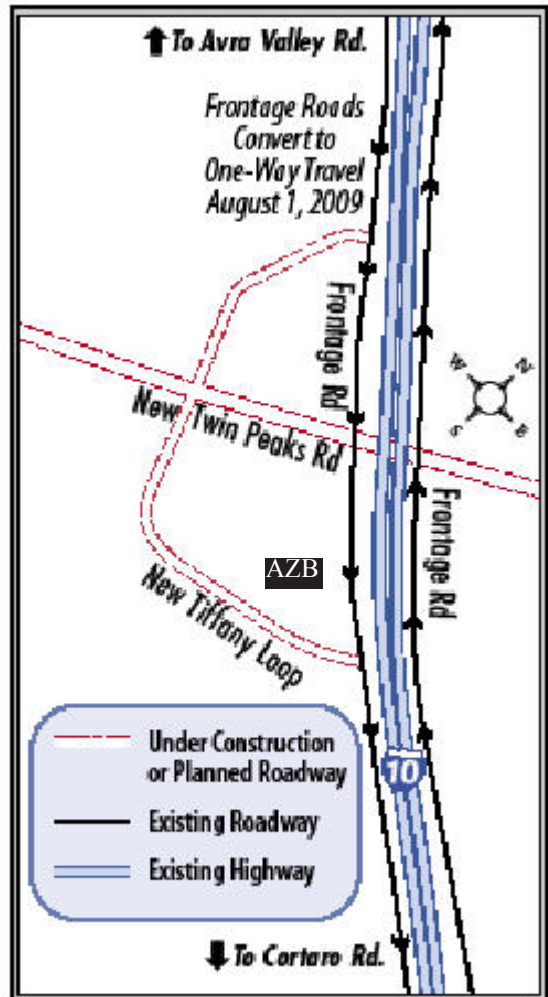 To Avra Valley Rd.
Frontage Roads
Convert to
One-Way Travel
August 1, 2009
Frontage Rd
W N
S E
New Twin Peaks Rd
Frontage Rd
AZB
New Tiffany Loop
10
Under Construction
or Planned Roadway
Existing Roadway
Existing Highway
To Cortaro Rd.